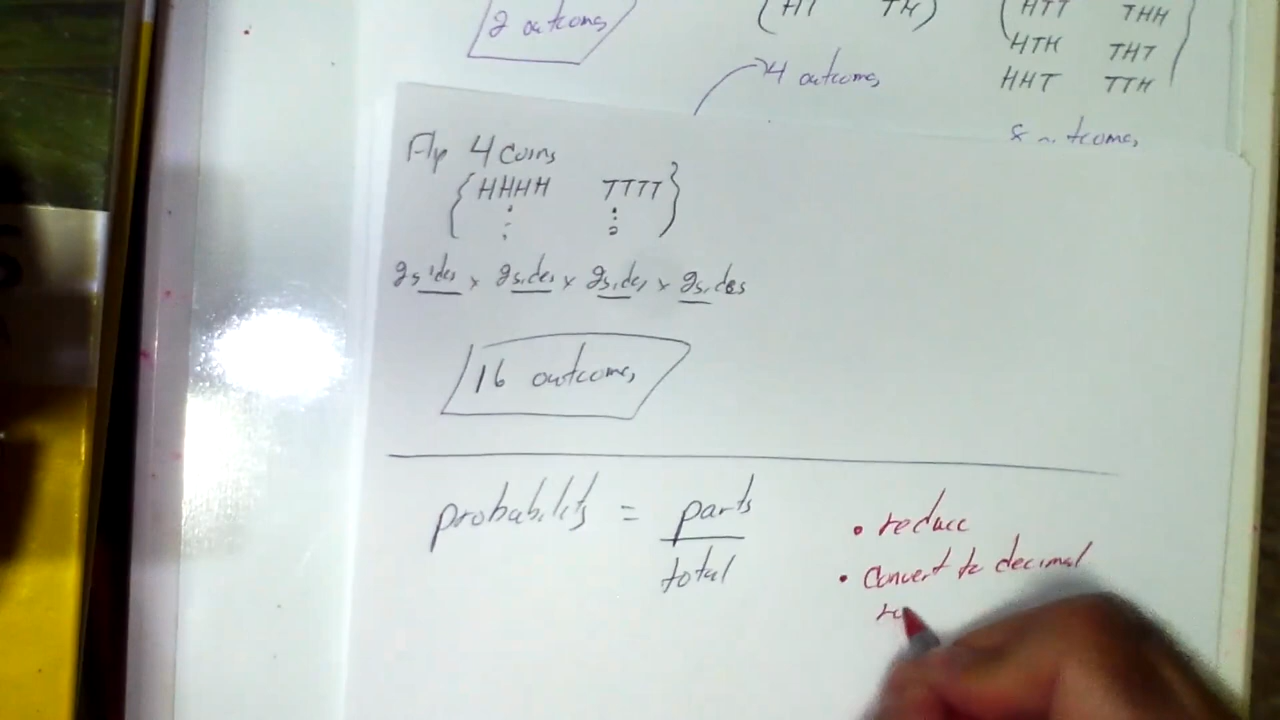 2 outcomes
(HT TH)
(HTT THH
HTH THT
HHT TTH
4 outcomes
8 outcomes
Flip 4 coins
{HHHH TTTT}
2 sides x 2 sides x 2 sides x 2 sides
16 outcomes
probability = parts
total
• reduce
• Convert to decimal